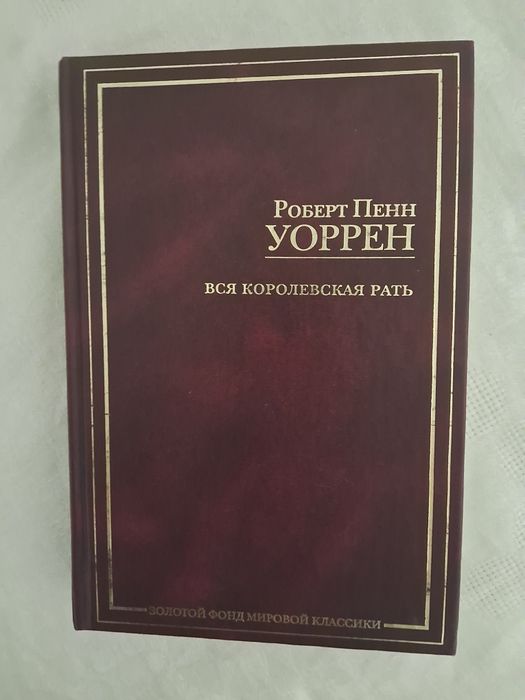 Роберт Пенн
УОРРЕН
ВСЯ КОРОЛЕВСКАЯ РАТЬ
ЗОЛОТОЙ ФОНД МИРОВОЙ КЛАССИКИ